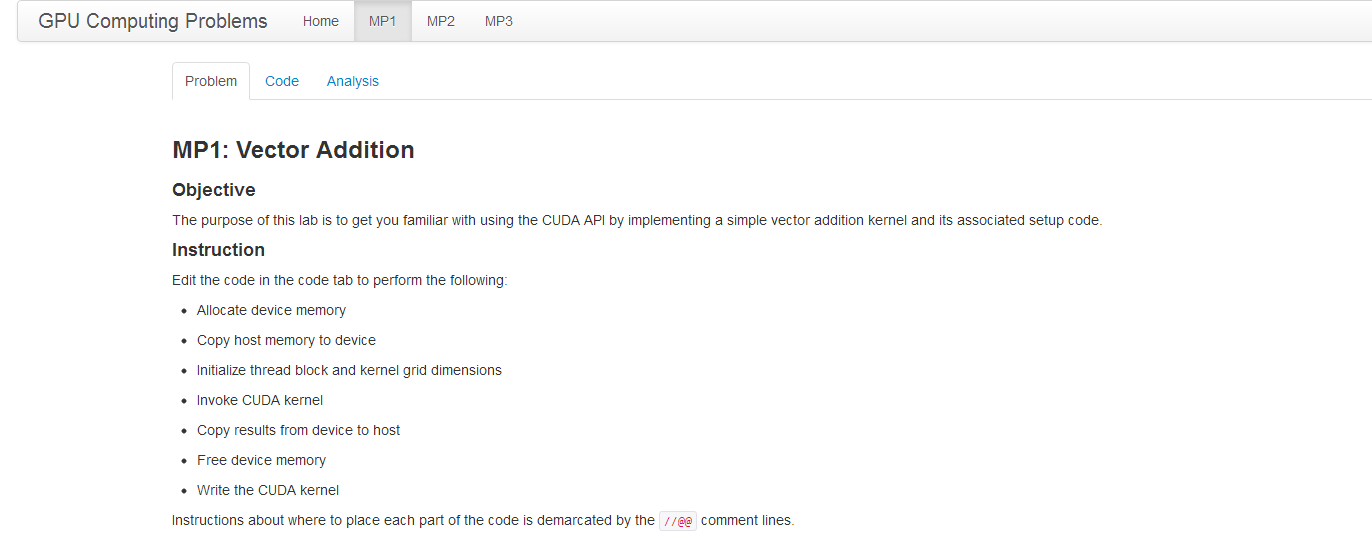 GPU Computing Problems Home MP1 MP2 MP3
Problem Code Analysis
MP1: Vector Addition
Objective
The purpose of this lab is to get you familiar with using the CUDA API by implementing a simple vector addition kernel and its associated setup code.
Instruction
Edit the code in the code tab to perform the following:
• Allocate device memory
• Copy host memory to device
• Initialize thread block and kernel grid dimensions
• Invoke CUDA kernel
• Copy results from device to host
• Free device memory
• Write the CUDA kernel
Instructions about where to place each part of the code is demarcated by the //@@ comment lines.